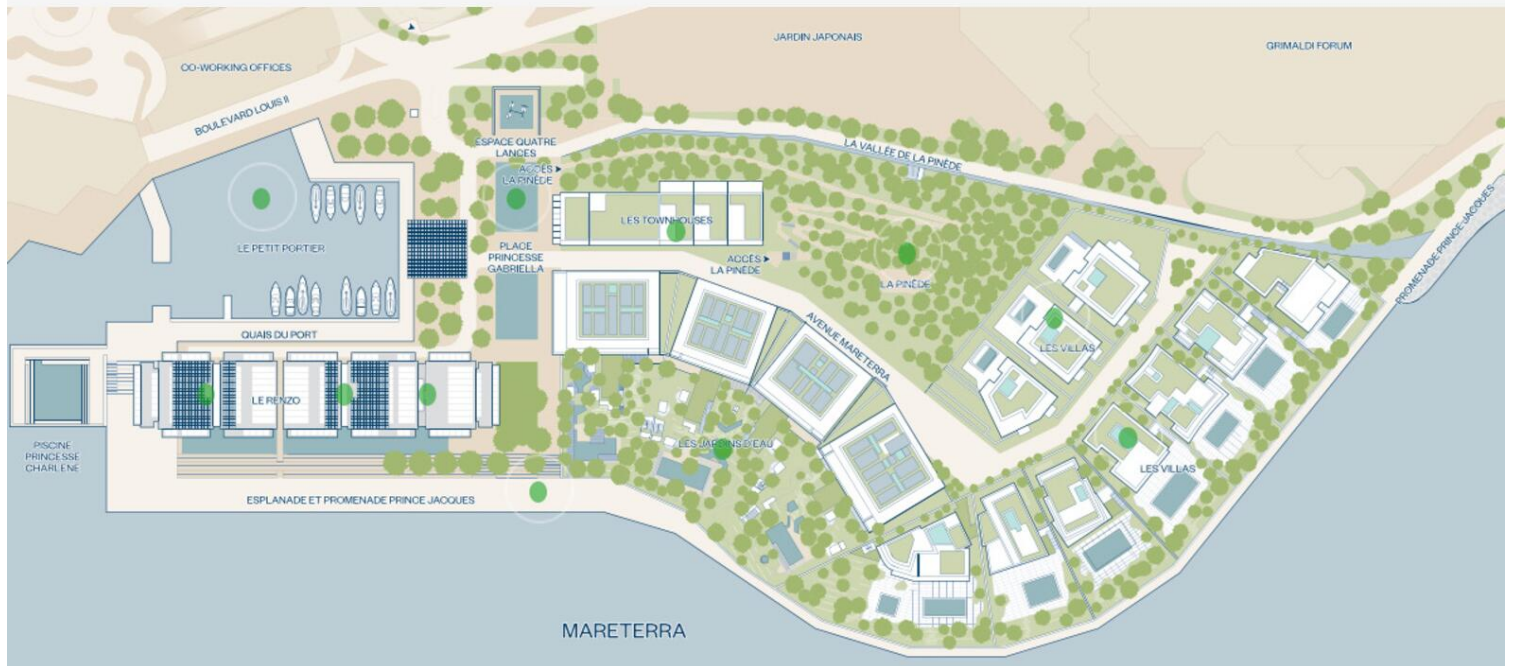 JARDIN JAPONAIS
GRIMALDI FORUM
OO-WORKING OFFICES
BOULEVARD LOUIS II
ESPACE QUATRE
LANCES
LA VALLÉE DE LA PINÈDE
ACCÈS
LA PINÈDE
PROMENADE PRINCE-JACQUES
LES TOWNHOUSES
LE PETIT PORTIER
PLACE
PRINCESSE
GABRIELLA
ACCÈS
LA PINÈDE
LA PINÈDE
QUAIS DU PORT
AVENUE MARETERRA
LES VILLAS
LE RENZO
PISCINE
PRINCESSE
CHARLÈNE
LES JARDINS D'EAU
LES VILLAS
ESPLANADE ET PROMENADE PRINCE JACQUES
MARETERRA